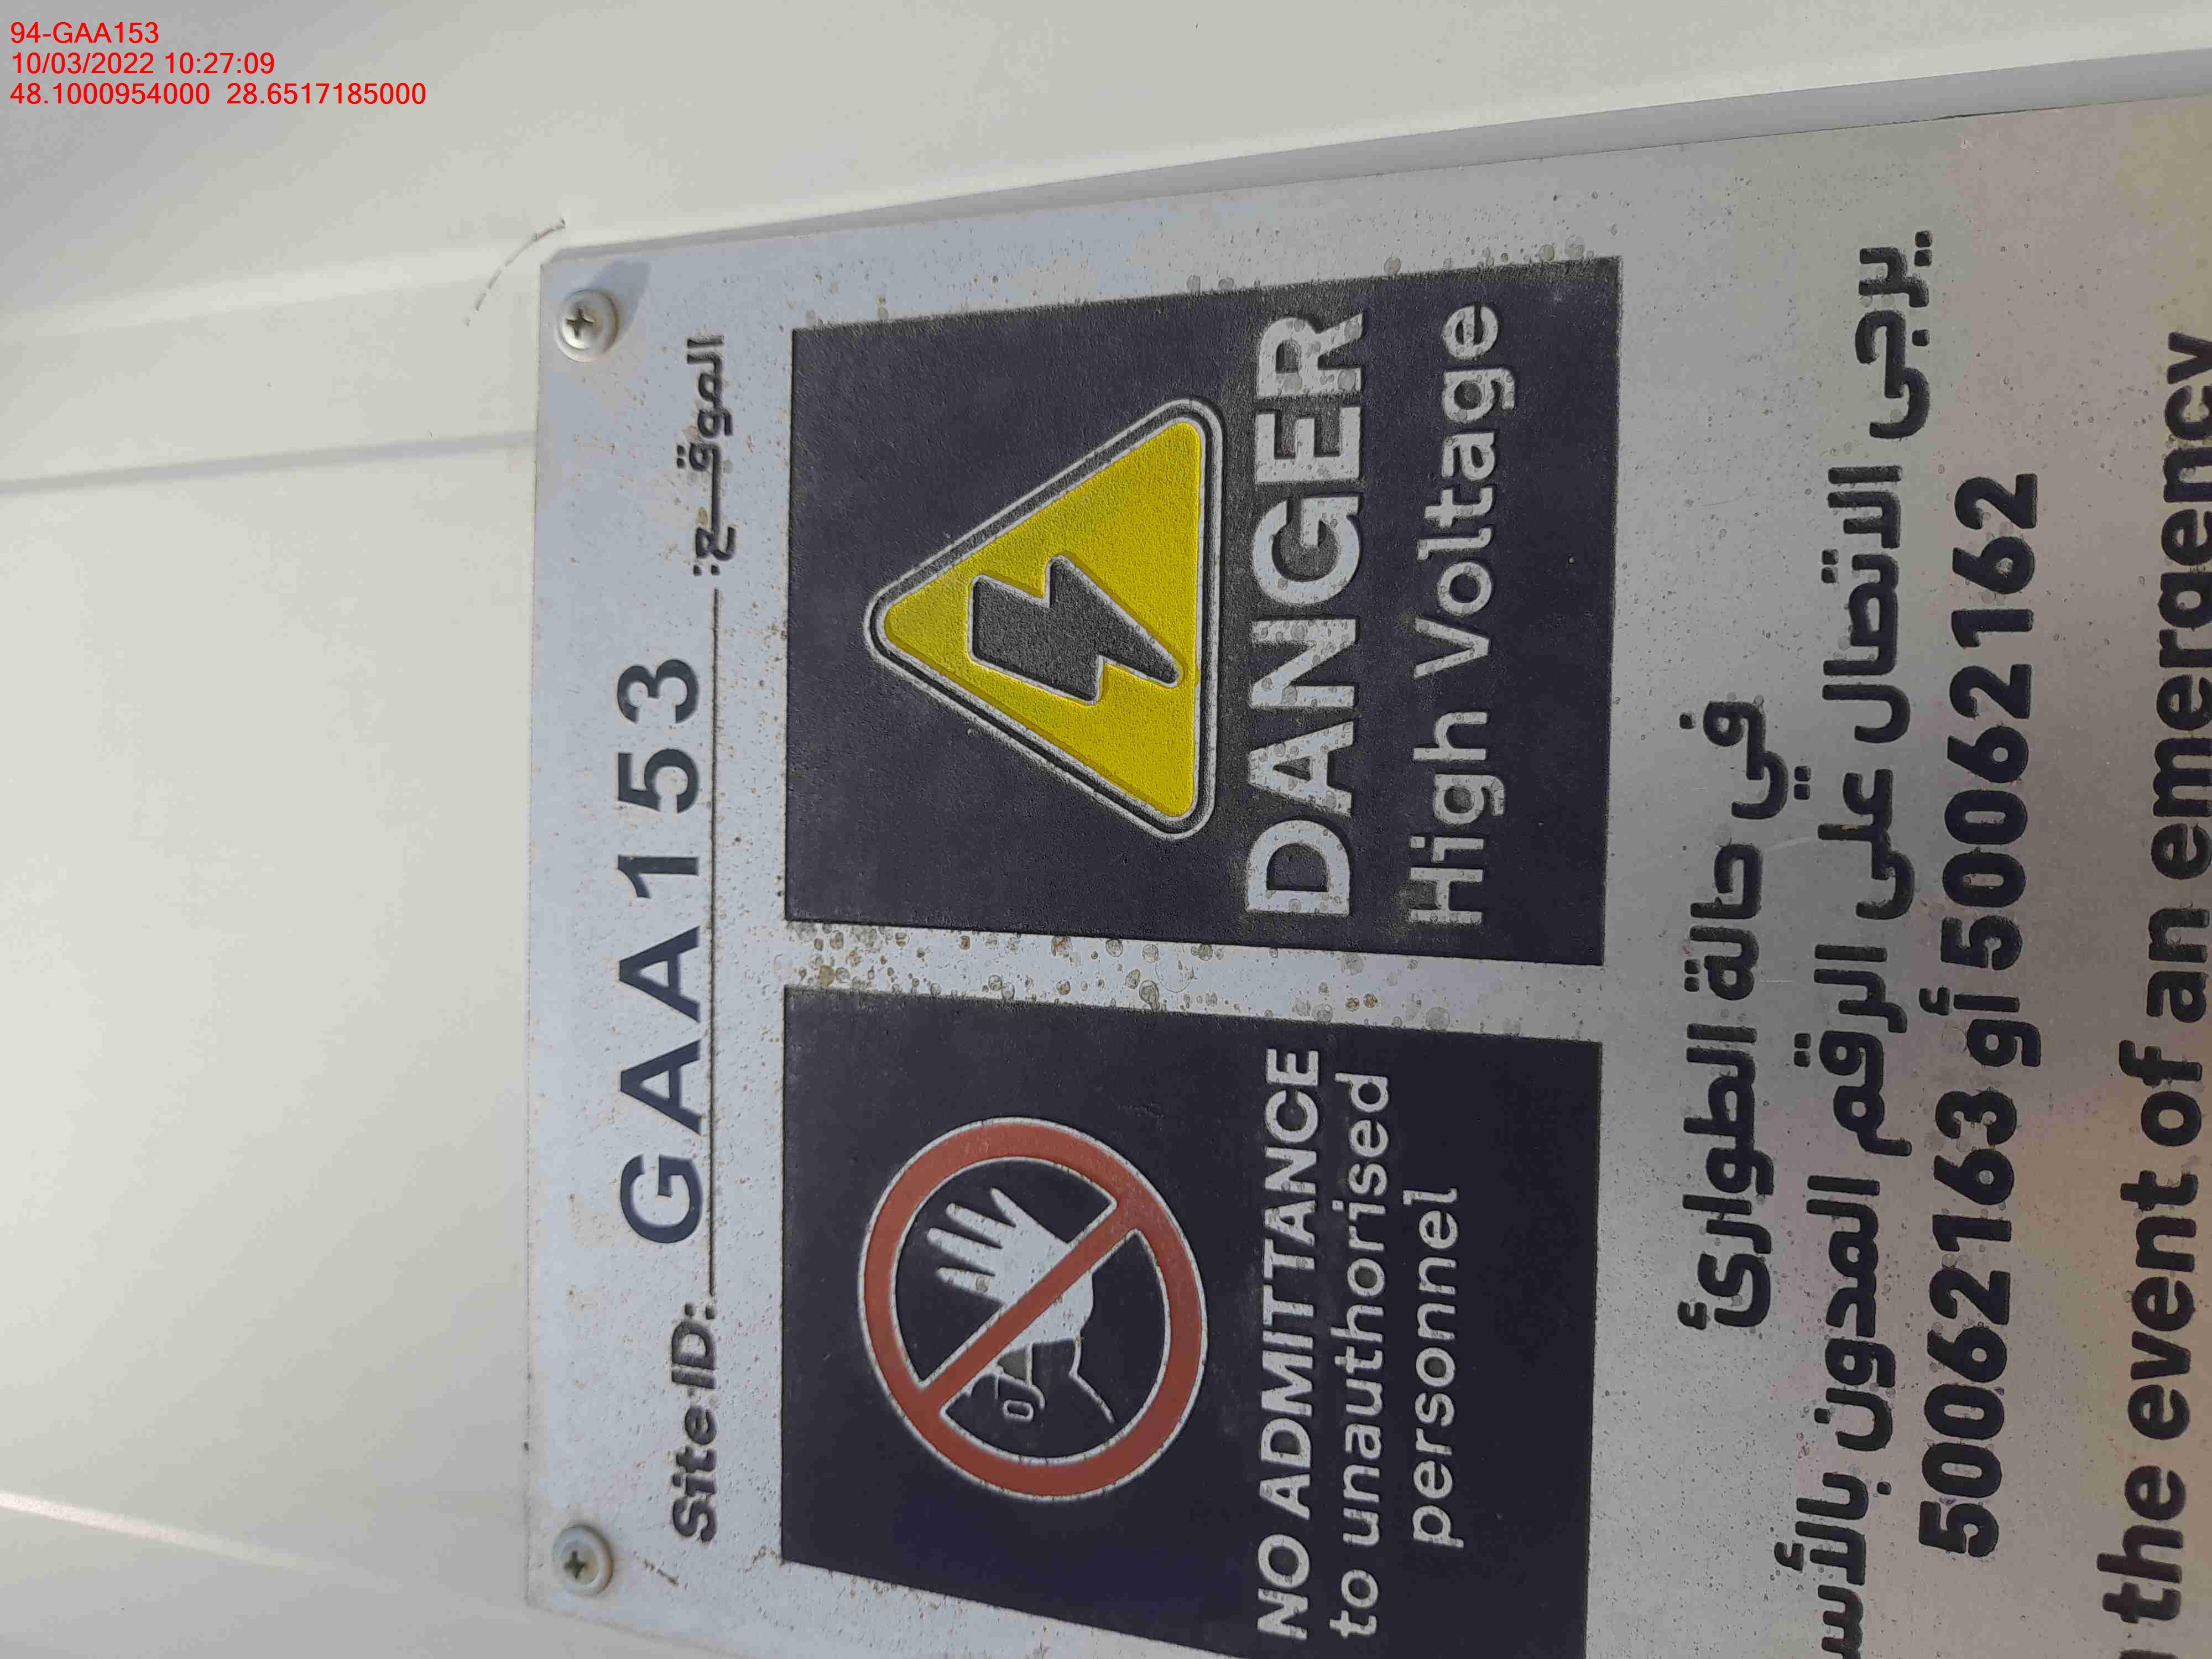 94-GAA153
10/03/2022 10:27:09
48.1000954000 28.6517185000
Site ID: GAA153 الموقـــع:
NO ADMITTANCE
to unauthorised
personnel
DANGER
High Voltage
في حالة الطوارئ
يرجى الاتصال على الرقم المدون بالأس
50062163 أو 50062162
the event of an emergency